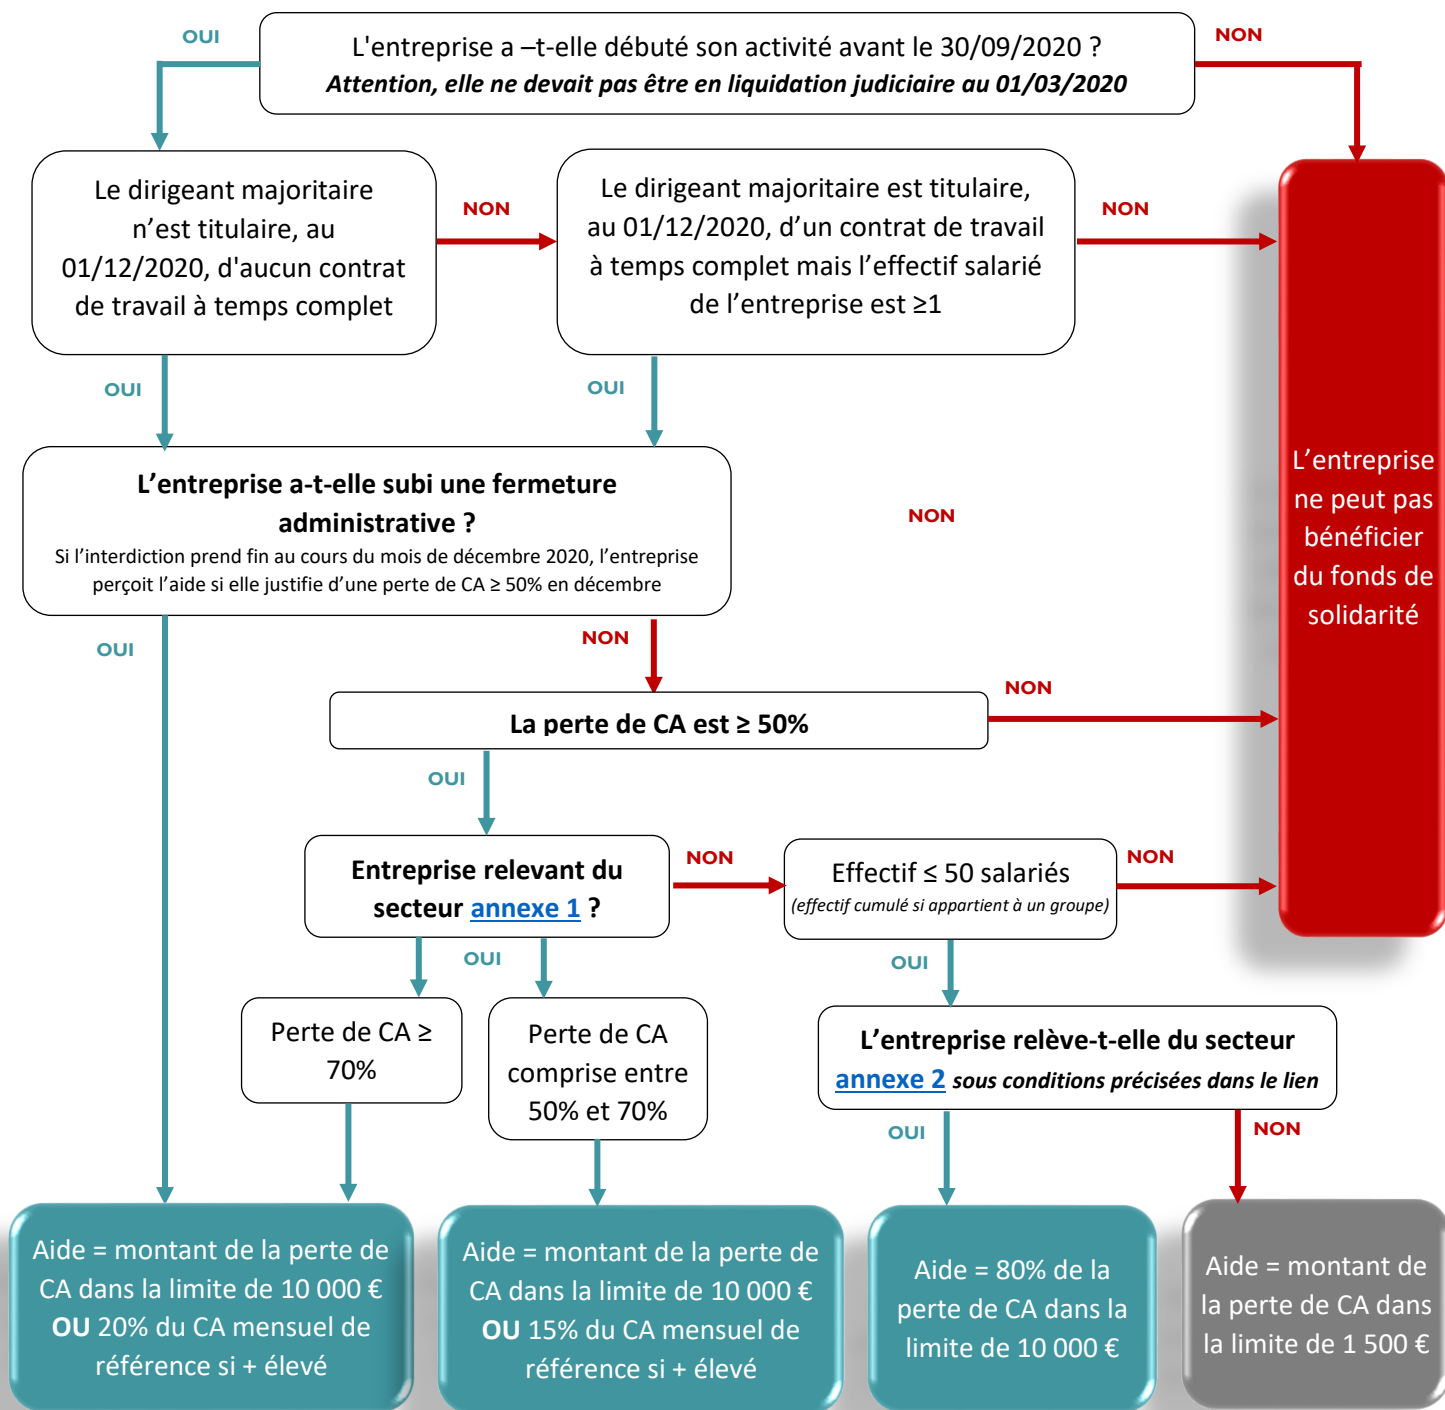 OUI
L'entreprise a –t-elle débuté son activité avant le 30/09/2020 ?
Attention, elle ne devait pas être en liquidation judiciaire au 01/03/2020
NON
Le dirigeant majoritaire
n’est titulaire, au
01/12/2020, d'aucun contrat
de travail à temps complet
NON
Le dirigeant majoritaire est titulaire,
au 01/12/2020, d’un contrat de travail
à temps complet mais l’effectif salarié
de l’entreprise est ≥1
NON
OUI
OUI
L’entreprise a-t-elle subi une fermeture
administrative ?
Si l’interdiction prend fin au cours du mois de décembre 2020, l’entreprise
perçoit l’aide si elle justifie d’une perte de CA ≥ 50% en décembre
NON
L’entreprise
ne peut pas
bénéficier
du fonds de
solidarité
OUI
NON
La perte de CA est ≥ 50%
NON
OUI
Entreprise relevant du
secteur annexe 1 ?
NON
Effectif ≤ 50 salariés
(effectif cumulé si appartient à un groupe)
NON
OUI
OUI
Perte de CA ≥
70%
Perte de CA
comprise entre
50% et 70%
L’entreprise relève-t-elle du secteur
annexe 2 sous conditions précisées dans le lien
OUI
NON
Aide = montant de la perte de
CA dans la limite de 10 000 €
OU 20% du CA mensuel de
référence si + élevé
Aide = montant de la perte de
CA dans la limite de 10 000 €
OU 15% du CA mensuel de
référence si + élevé
Aide = 80% de la
perte de CA dans la
limite de 10 000 €
Aide = montant de
la perte de CA dans
la limite de 1 500 €